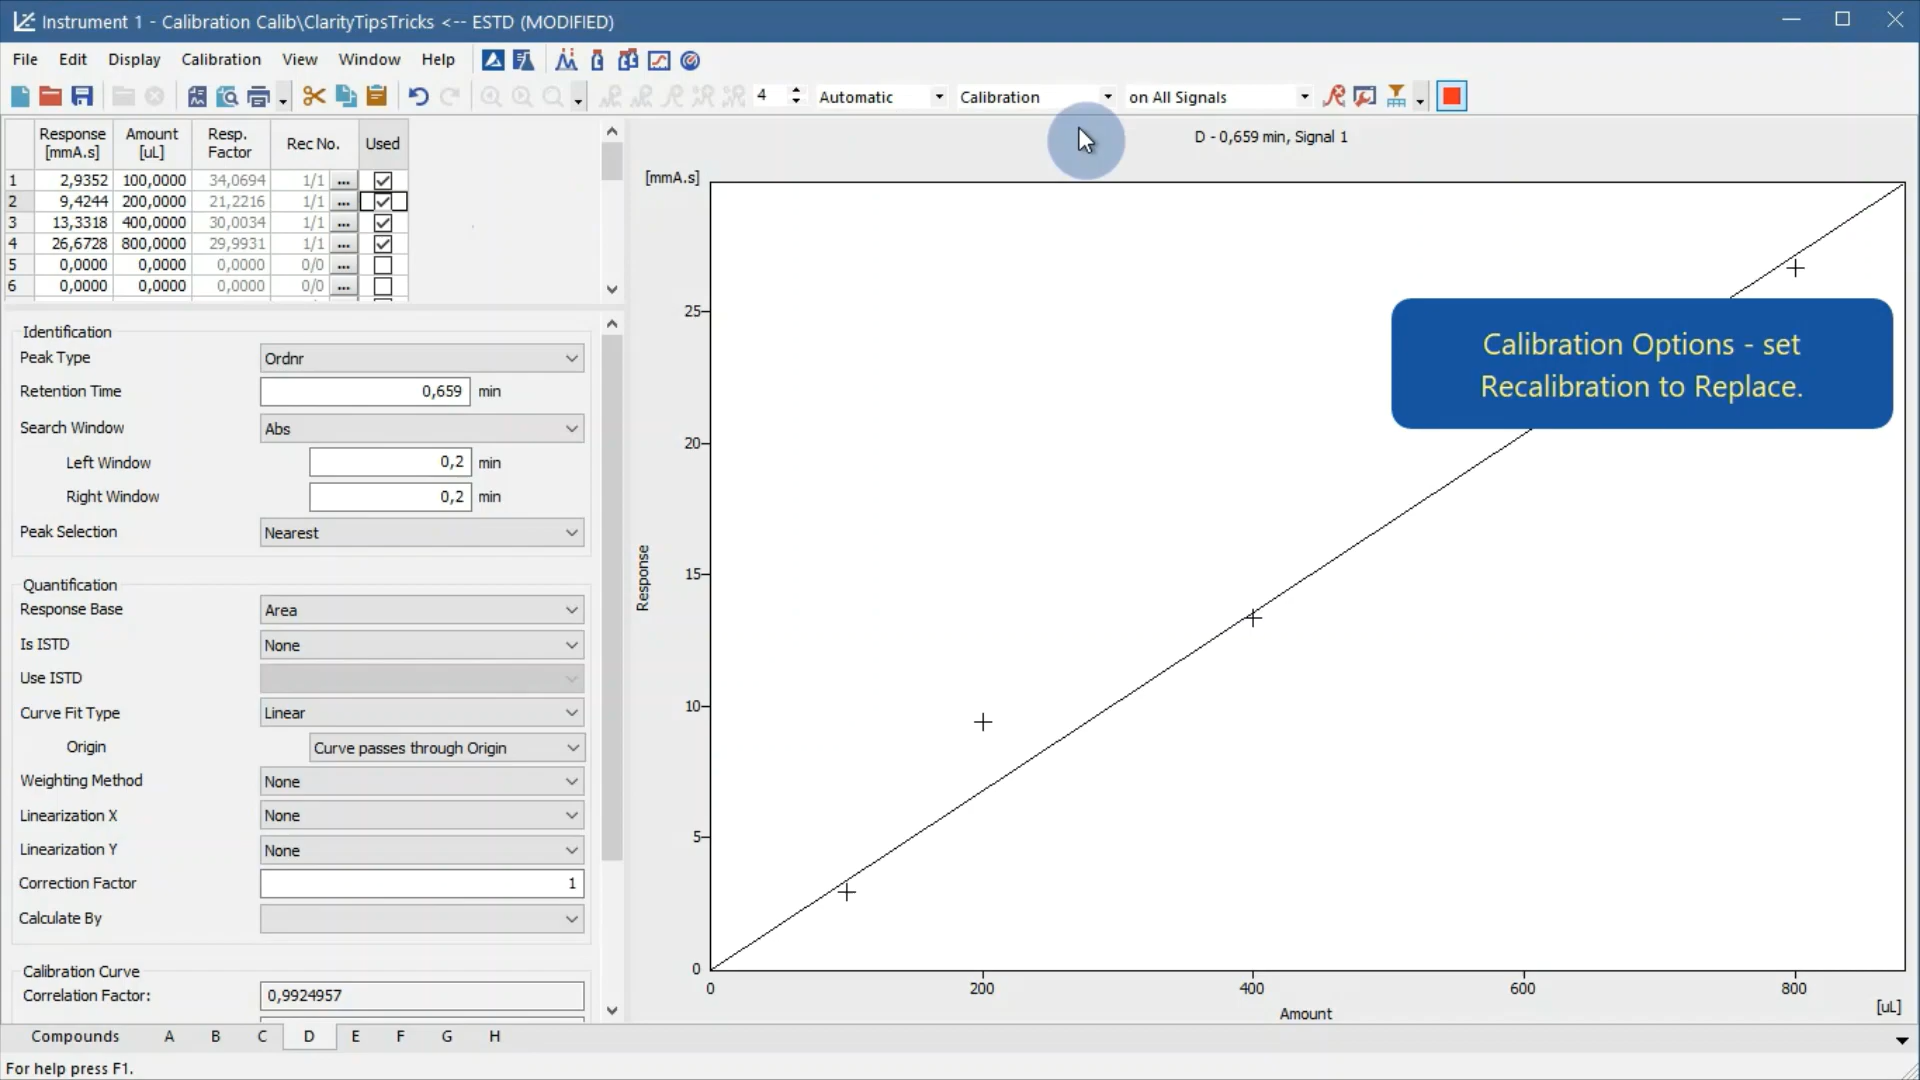 Instrument 1 - Calibration Calib\ClarityTipsTricks <-- ESTD (MODIFIED)
File Edit Display Calibration View Window Help
4 Automatic Calibration on All Signals
Response [mmA.s] Amount [uL] Resp. Factor Rec No. Used
1 2,9352 100,0000 34,0694 1/1 ...
2 9,4244 200,0000 21,2216 1/1 ...
3 13,3318 400,0000 30,0034 1/1 ...
4 26,6728 800,0000 29,9931 1/1 ...
5 0,0000 0,0000 0,0000 0/0 ...
6 0,0000 0,0000 0,0000 0/0 ...
Identification
Peak Type Ordnr
Retention Time 0,659 min
Search Window Abs
Left Window 0,2 min
Right Window 0,2 min
Peak Selection Nearest
Quantification
Response Base Area
Is ISTD None
Use ISTD
Curve Fit Type Linear
Origin Curve passes through Origin
Weighting Method None
Linearization X None
Linearization Y None
Correction Factor 1
Calculate By
Calibration Curve
Correlation Factor: 0,9924957
D - 0,659 min, Signal 1
[mmA.s]
25
20
15
10
5
0
Response
0 200 400 600 800
[uL]
Amount
Calibration Options - set
Recalibration to Replace.
Compounds A B C D E F G H
For help press F1.